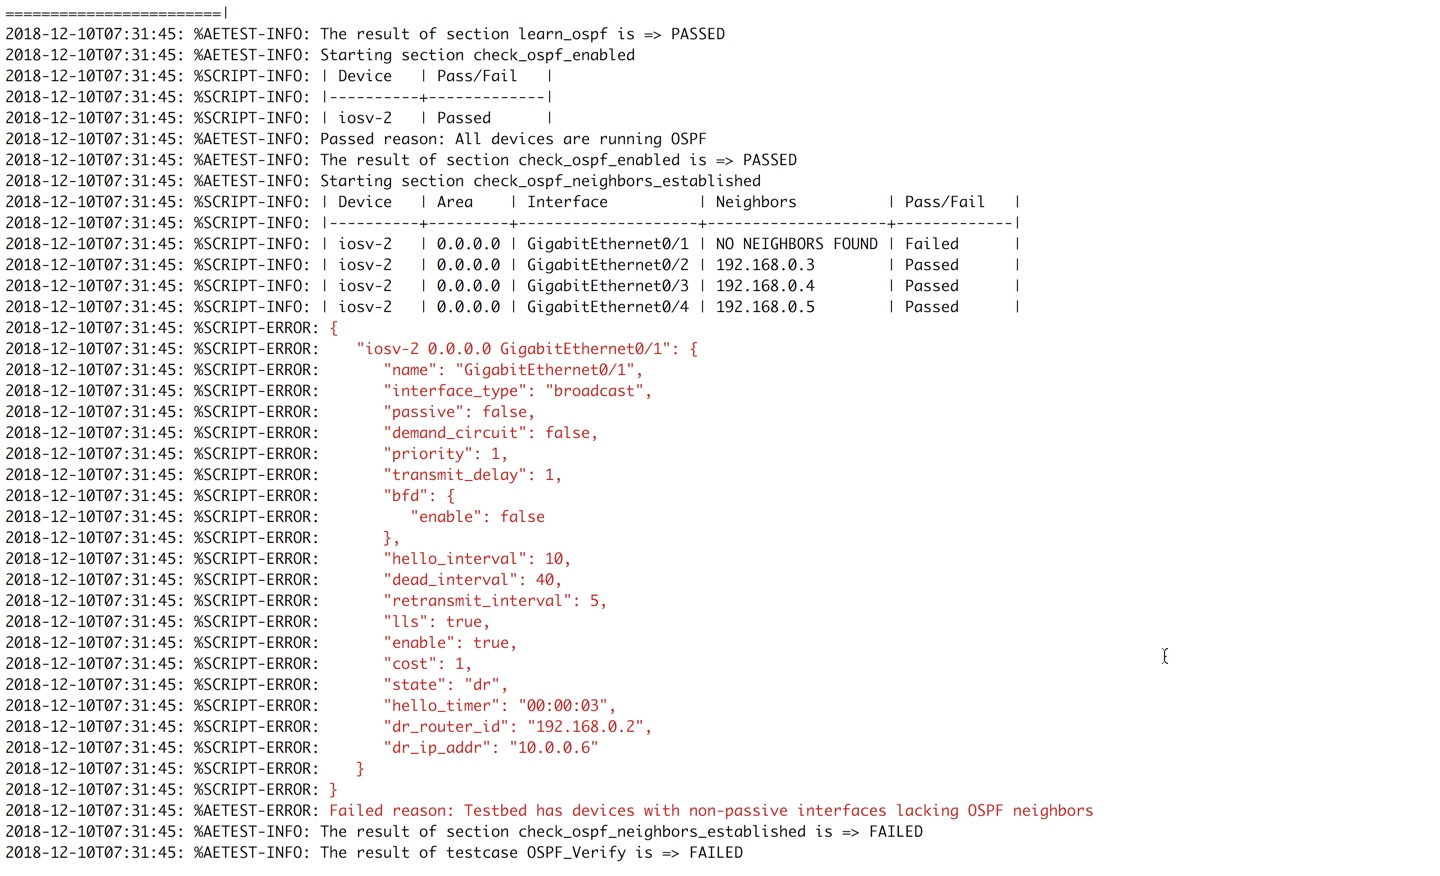 ========================|
2018-12-10T07:31:45: %AETEST-INFO: The result of section learn_ospf is => PASSED
2018-12-10T07:31:45: %AETEST-INFO: Starting section check_ospf_enabled
2018-12-10T07:31:45: %SCRIPT-INFO: | Device   | Pass/Fail   |
2018-12-10T07:31:45: %SCRIPT-INFO: |----------+-------------|
2018-12-10T07:31:45: %SCRIPT-INFO: | iosv-2   | Passed      |
2018-12-10T07:31:45: %AETEST-INFO: Passed reason: All devices are running OSPF
2018-12-10T07:31:45: %AETEST-INFO: The result of section check_ospf_enabled is => PASSED
2018-12-10T07:31:45: %AETEST-INFO: Starting section check_ospf_neighbors_established
2018-12-10T07:31:45: %SCRIPT-INFO: | Device   | Area    | Interface          | Neighbors          | Pass/Fail   |
2018-12-10T07:31:45: %SCRIPT-INFO: |----------+---------+--------------------+--------------------+-------------|
2018-12-10T07:31:45: %SCRIPT-INFO: | iosv-2   | 0.0.0.0 | GigabitEthernet0/1 | NO NEIGHBORS FOUND | Failed      |
2018-12-10T07:31:45: %SCRIPT-INFO: | iosv-2   | 0.0.0.0 | GigabitEthernet0/2 | 192.168.0.3        | Passed      |
2018-12-10T07:31:45: %SCRIPT-INFO: | iosv-2   | 0.0.0.0 | GigabitEthernet0/3 | 192.168.0.4        | Passed      |
2018-12-10T07:31:45: %SCRIPT-INFO: | iosv-2   | 0.0.0.0 | GigabitEthernet0/4 | 192.168.0.5        | Passed      |
2018-12-10T07:31:45: %SCRIPT-ERROR: {
2018-12-10T07:31:45: %SCRIPT-ERROR:    "iosv-2 0.0.0.0 GigabitEthernet0/1": {
2018-12-10T07:31:45: %SCRIPT-ERROR:       "name": "GigabitEthernet0/1",
2018-12-10T07:31:45: %SCRIPT-ERROR:       "interface_type": "broadcast",
2018-12-10T07:31:45: %SCRIPT-ERROR:       "passive": false,
2018-12-10T07:31:45: %SCRIPT-ERROR:       "demand_circuit": false,
2018-12-10T07:31:45: %SCRIPT-ERROR:       "priority": 1,
2018-12-10T07:31:45: %SCRIPT-ERROR:       "transmit_delay": 1,
2018-12-10T07:31:45: %SCRIPT-ERROR:       "bfd": {
2018-12-10T07:31:45: %SCRIPT-ERROR:          "enable": false
2018-12-10T07:31:45: %SCRIPT-ERROR:       },
2018-12-10T07:31:45: %SCRIPT-ERROR:       "hello_interval": 10,
2018-12-10T07:31:45: %SCRIPT-ERROR:       "dead_interval": 40,
2018-12-10T07:31:45: %SCRIPT-ERROR:       "retransmit_interval": 5,
2018-12-10T07:31:45: %SCRIPT-ERROR:       "lls": true,
2018-12-10T07:31:45: %SCRIPT-ERROR:       "enable": true,
2018-12-10T07:31:45: %SCRIPT-ERROR:       "cost": 1,
2018-12-10T07:31:45: %SCRIPT-ERROR:       "state": "dr",
2018-12-10T07:31:45: %SCRIPT-ERROR:       "hello_timer": "00:00:03",
2018-12-10T07:31:45: %SCRIPT-ERROR:       "dr_router_id": "192.168.0.2",
2018-12-10T07:31:45: %SCRIPT-ERROR:       "dr_ip_addr": "10.0.0.6"
2018-12-10T07:31:45: %SCRIPT-ERROR:    }
2018-12-10T07:31:45: %SCRIPT-ERROR: }
2018-12-10T07:31:45: %AETEST-ERROR: Failed reason: Testbed has devices with non-passive interfaces lacking OSPF neighbors
2018-12-10T07:31:45: %AETEST-INFO: The result of section check_ospf_neighbors_established is => FAILED
2018-12-10T07:31:45: %AETEST-INFO: The result of testcase OSPF_Verify is => FAILED